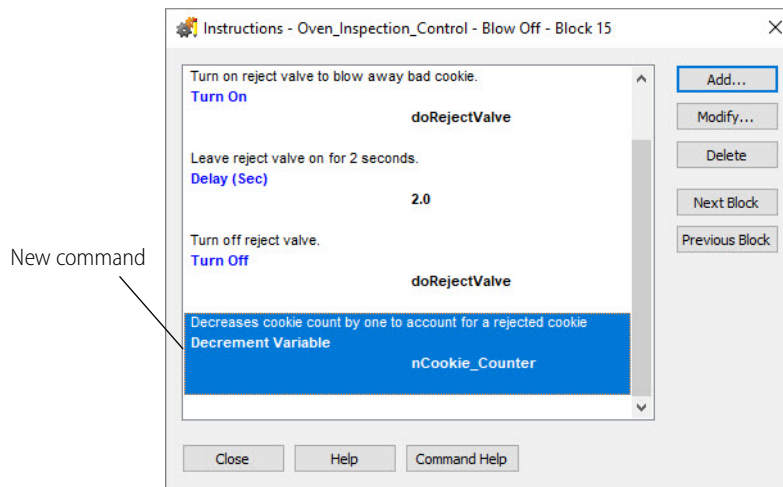 Instructions - Oven_Inspection_Control - Blow Off - Block 15
Turn on reject valve to blow away bad cookie.
Turn On
doRejectValve
Leave reject valve on for 2 seconds.
Delay (Sec)
2.0
Turn off reject valve.
Turn Off
doRejectValve
Decreases cookie count by one to account for a rejected cookie
Decrement Variable
nCookie_Counter
Add...
Modify...
Delete
Next Block
Previous Block
New command
Close
Help
Command Help